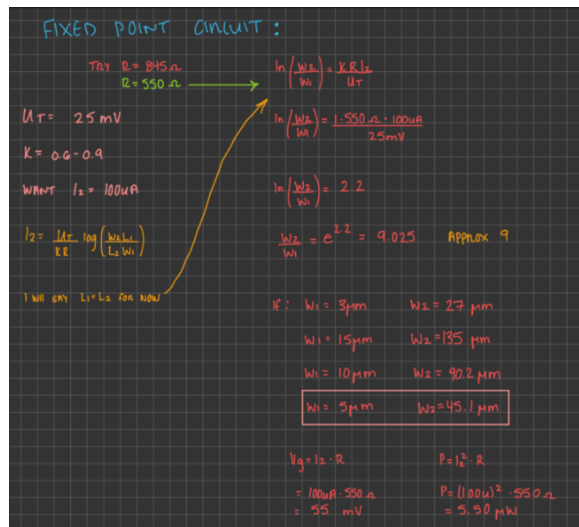 FIXED POINT CIRCUIT :
TRY R = 845 Ω
R = 550 Ω
UT = 25 mV
K = 0.6 - 0.9
WANT I2 = 100uA
I2 = UT/KR log (W2L1/L2W1)
I WILL SAY L1 = L2 FOR NOW
ln (W2/W1) = KRI2/UT
ln (W2/W1) = 1·550 Ω · 100uA/25mV
ln (W2/W1) = 2.2
W2/W1 = e^2.2 = 9.025 APPROX 9
IF : W1 = 3μm W2 = 27 μm
W1 = 15μm W2 = 135 μm
W1 = 10μm W2 = 90.2 μm
W1 = 5μm W2 = 45.1 μm
Vg = I2 · R P = I2² · R
= 100uA · 550 Ω P = (100u)² · 550 Ω
= 55 mV = 5.50 μW